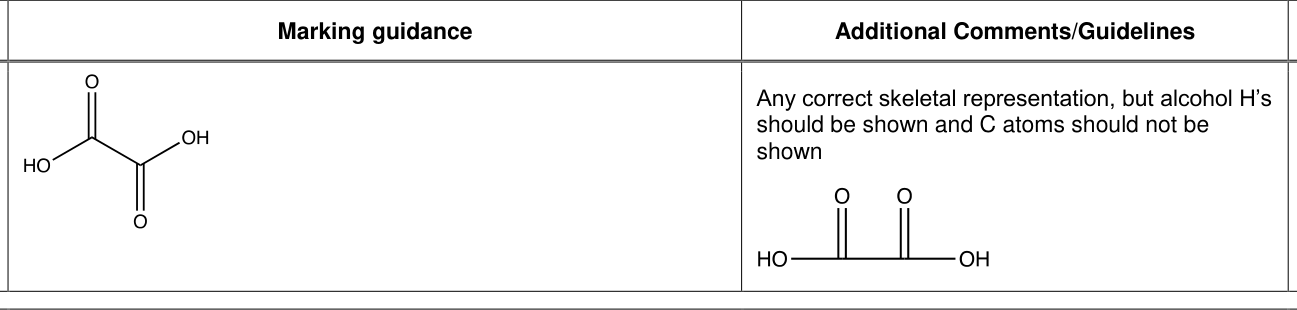 Marking guidance
Additional Comments/Guidelines
O
OH
HO
O
Any correct skeletal representation, but alcohol H's
should be shown and C atoms should not be
shown
O O
HO OH